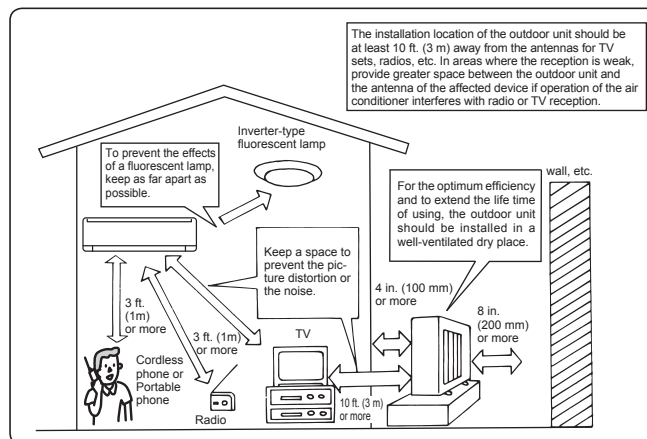 The installation location of the outdoor unit should be
at least 10 ft. (3 m) away from the antennas for TV
sets, radios, etc. In areas where the reception is weak,
provide greater space between the outdoor unit and
the antenna of the affected device if operation of the air
conditioner interferes with radio or TV reception.
Inverter-type
fluorescent lamp
To prevent the effects
of a fluorescent lamp,
keep as far apart as
possible.
wall, etc.
For the optimum efficiency
and to extend the life time
of using, the outdoor unit
should be installed in a
well-ventilated dry place.
Keep a space to
prevent the pic-
ture distortion or
the noise.
4 in. (100 mm)
or more
8 in.
(200 mm)
or more
3 ft.
(1m)
or more
3 ft. (1m)
or more
TV
Cordless
phone or
Portable
phone
Radio
10 ft. (3 m)
or more